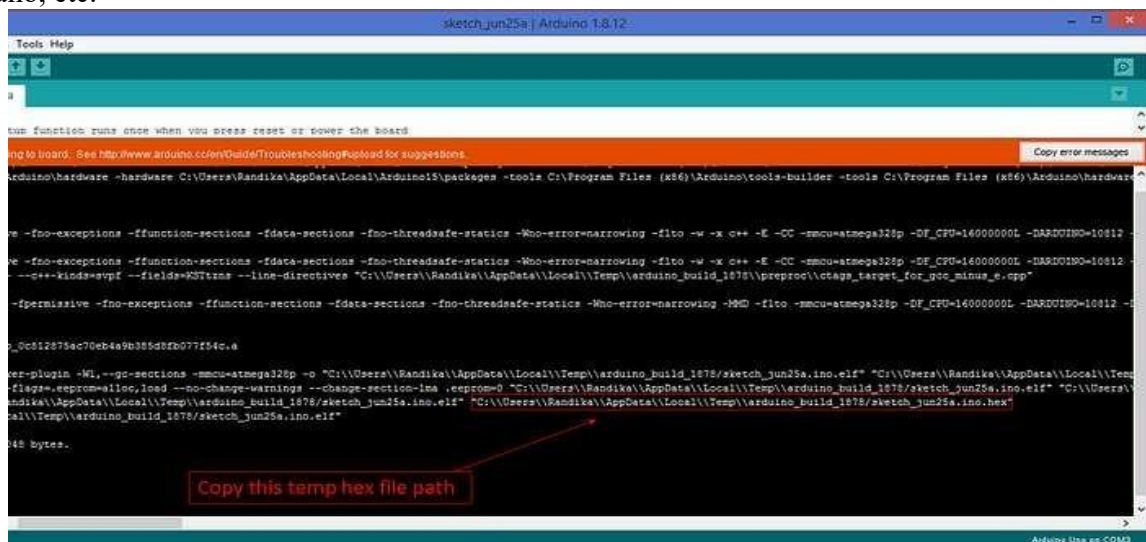 sketch_jun25a | Arduino 1.8.12
Tools Help
a
tup function runs once when you press reset or power the board
ing to board. See http://www.arduino.cc/en/Guide/Troubleshooting#upload for suggestions.
Copy error messages
Arduino\hardware -hardware C:\Users\Randika\AppData\Local\Arduino15\packages -tools C:\Program Files (x86)\Arduino\tools-builder -tools C:\Program Files (x86)\Arduino\hardware
re -fno-exceptions -ffunction-sections -fdata-sections -fno-threadsafe-statics -Wno-error=narrowing -flto -w -x c++ -E -CC -mmcu=atmega328p -DF_CPU=16000000L -DARDUINO=10812 -
re -fno-exceptions -ffunction-sections -fdata-sections -fno-threadsafe-statics -Wno-error=narrowing -flto -w -x c++ -E -CC -mmcu=atmega328p -DF_CPU=16000000L -DARDUINO=10812 -
- --c++-kinds=svpf --fields=KSTtzns --line-directives "C:\\Users\\Randika\\AppData\\Local\\Temp\\arduino_build_1878\\preproc\\ctags_target_for_gcc_minus_e.cpp"
-fpermissive -fno-exceptions -ffunction-sections -fdata-sections -fno-threadsafe-statics -Wno-error=narrowing -MMD -flto -mmcu=atmega328p -DF_CPU=16000000L -DARDUINO=10812 -
er-plugin -Wl,--gc-sections -mmcu=atmega328p -o "C:\\Users\\Randika\\AppData\\Local\\Temp\\arduino_build_1878/sketch_jun25a.ino.elf" "C:\\Users\\Randika\\AppData\\Local\\Temp
-flags=.eeprom=alloc,load --no-change-warnings --change-section-lma .eeprom=0 "C:\\Users\\Randika\\AppData\\Local\\Temp\\arduino_build_1878/sketch_jun25a.ino.elf" "C:\\Users\\
andika\\AppData\\Local\\Temp\\arduino_build_1878/sketch_jun25a.ino.elf" "C:\\Users\\Randika\\AppData\\Local\\Temp\\arduino_build_1878/sketch_jun25a.ino.hex"
cal\\Temp\\arduino_build_1878/sketch_jun25a.ino.elf"
048 bytes.
Copy this temp hex file path
Arduino Uno on COM3